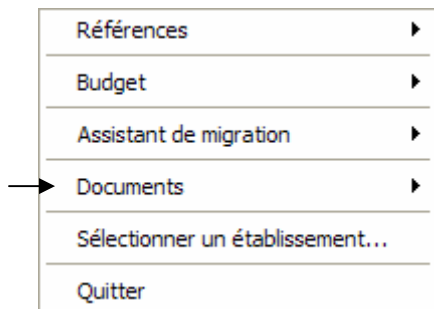 Références
Budget
Assistant de migration
Documents
Sélectionner un établissement...
Quitter